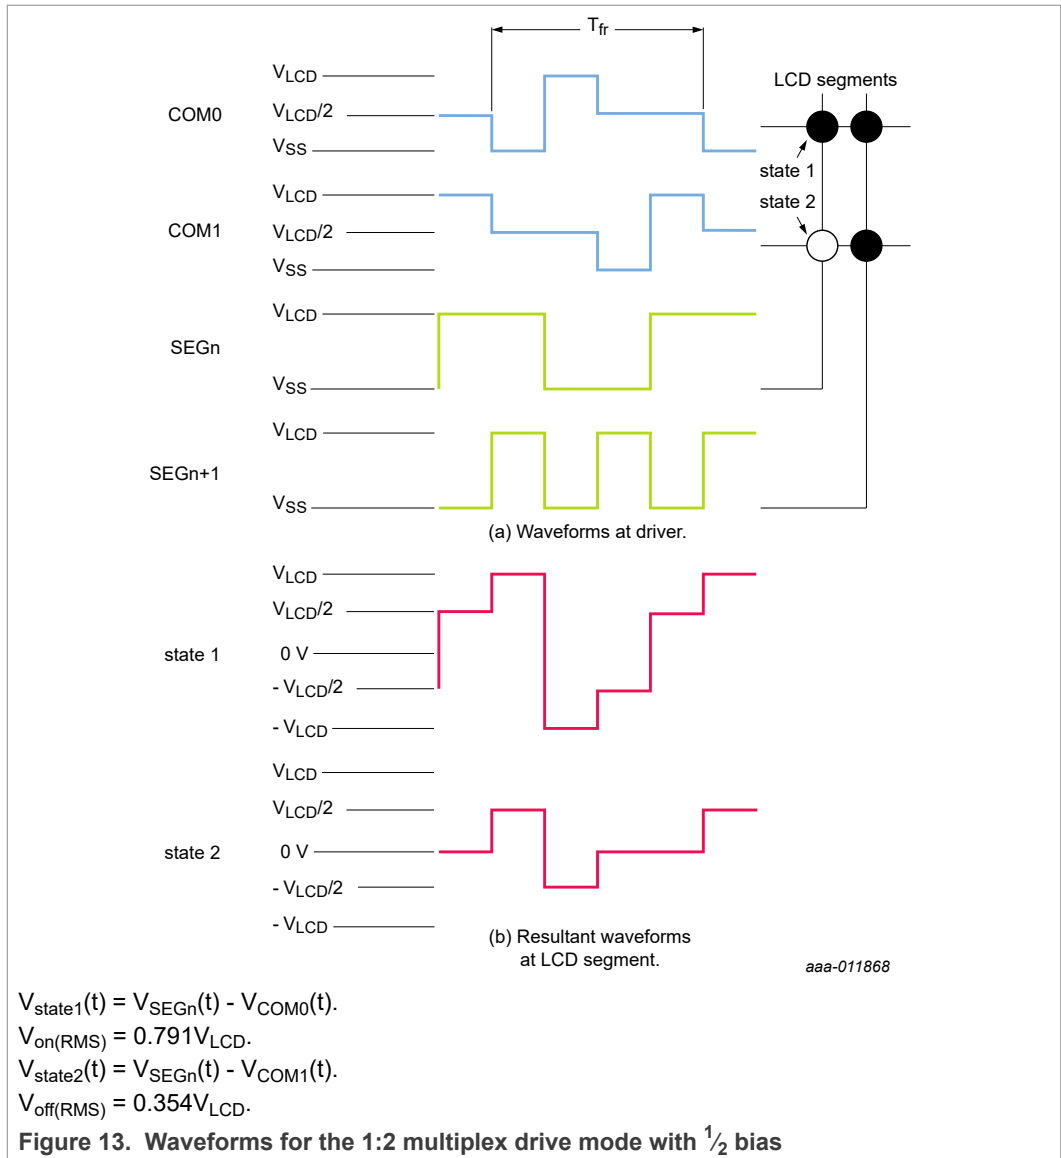 Tfr
VLCD
COM0
VLCD/2
VSS
LCD segments
state 1
state 2
VLCD
COM1
VLCD/2
VSS
VLCD
SEGn
VSS
VLCD
SEGn+1
VSS
(a) Waveforms at driver.
VLCD
VLCD/2
state 1
0 V
- VLCD/2
- VLCD
VLCD
VLCD/2
state 2
0 V
- VLCD/2
- VLCD
(b) Resultant waveforms
at LCD segment.
aaa-011868
Vstate1(t) = VSEGn(t) - VCOM0(t).
Von(RMS) = 0.791VLCD.
Vstate2(t) = VSEGn(t) - VCOM1(t).
Voff(RMS) = 0.354VLCD.
Figure 13. Waveforms for the 1:2 multiplex drive mode with 1⁄2 bias